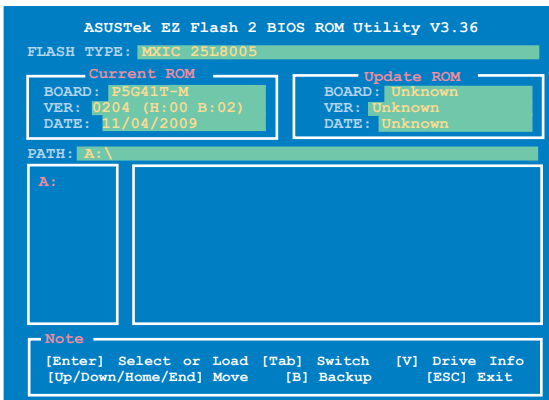 ASUSTek EZ Flash 2 BIOS ROM Utility V3.36
FLASH TYPE: MXIC 25L8005
Current ROM
BOARD: P5G41T-M
VER: 0204 (H:00 B:02)
DATE: 11/04/2009
Update ROM
BOARD: Unknown
VER: Unknown
DATE: Unknown
PATH: A:\
A:
Note
[Enter] Select or Load [Tab] Switch [V] Drive Info
[Up/Down/Home/End] Move [B] Backup [ESC] Exit